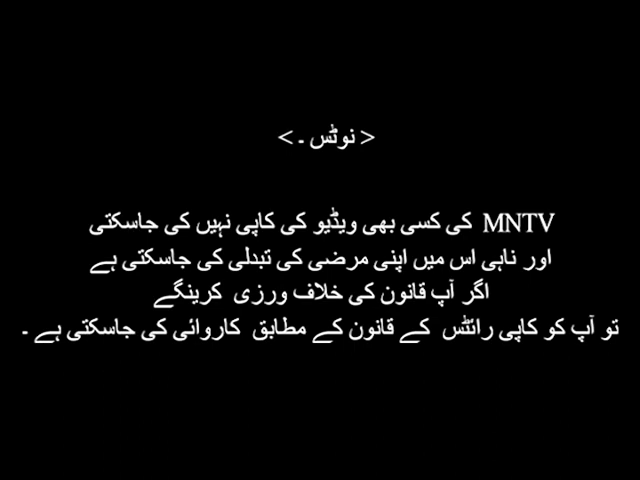 < نوٹس ۔ >
MNTV کی کسی بھی ویڈیو کی کاپی نہیں کی جاسکتی
اور ناہی اس میں اپنی مرضی کی تبدلی کی جاسکتی ہے
اگر آپ قانون کی خلاف ورزی کرینگے
تو آپ کو کاپی رائٹس کے قانون کے مطابق کاروائی کی جاسکتی ہے ۔